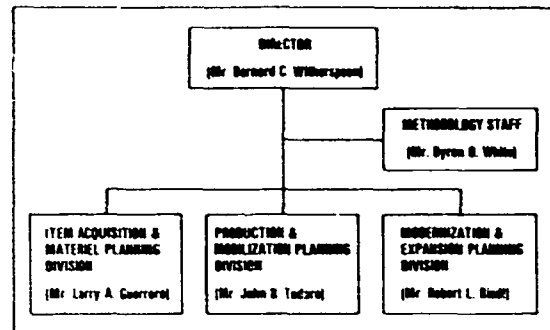 DIRECTOR
(Mr. Bernard C. Witherspoon)
METHODOLOGY STAFF
(Mr. Byron B. White)
ITEM ACQUISITION &
MATERIEL PLANNING
DIVISION
(Mr. Larry A. Guerrero)
PRODUCTION &
MOBILIZATION PLANNING
DIVISION
(Mr. John S. Todaro)
MODERNIZATION &
EXPANSION PLANNING
DIVISION
(Mr. Robert L.